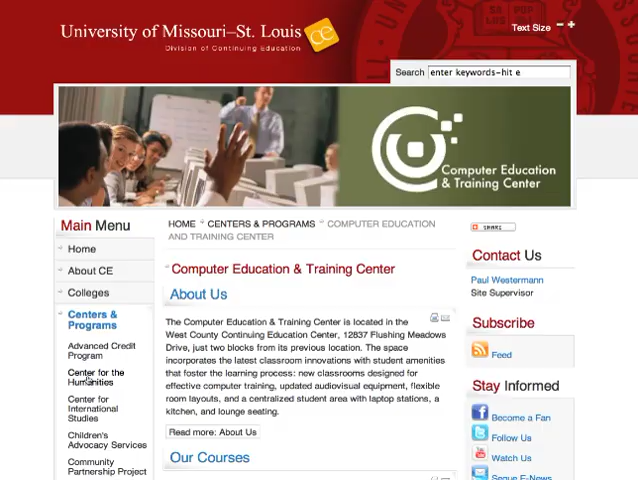 University of Missouri–St. Louis
ce
Division of Continuing Education
Text Size
Search enter keywords-hit e
Computer Education
& Training Center
Main Menu
Home
About CE
Colleges
Centers &
Programs
Advanced Credit
Program
Center for the
Humanities
Center for
International
Studies
Children's
Advocacy Services
Community
Partnership Project
HOME CENTERS & PROGRAMS COMPUTER EDUCATION
AND TRAINING CENTER
Computer Education & Training Center
About Us
The Computer Education & Training Center is located in the
West County Continuing Education Center, 12837 Flushing Meadows
Drive, just two blocks from its previous location. The space
incorporates the latest classroom innovations with student amenities
that foster the learning process: new classrooms designed for
effective computer training, updated audiovisual equipment, flexible
room layouts, and a centralized student area with laptop stations, a
kitchen, and lounge seating.
Read more: About Us
Our Courses
SHARE
Contact Us
Paul Westermann
Site Supervisor
Subscribe
Feed
Stay Informed
Become a Fan
Follow Us
Watch Us
Segue E-News